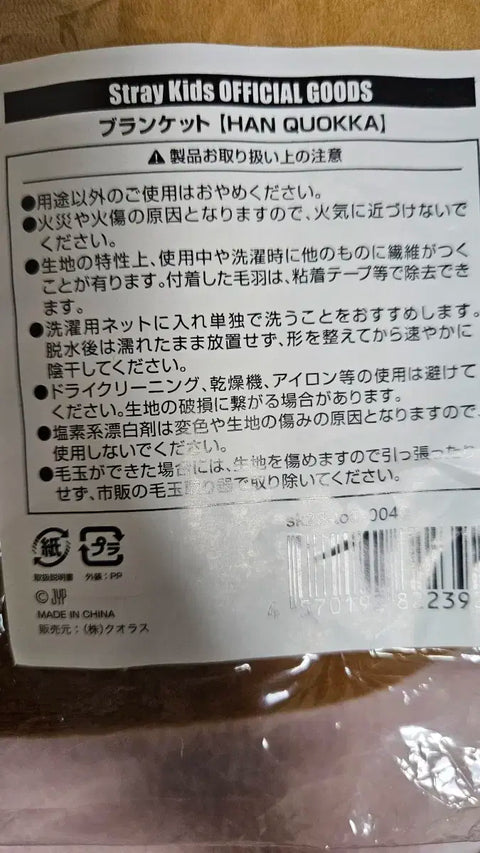 Stray Kids OFFICIAL GOODS
ブランケット【HAN QUOKKA】
⚠製品お取り扱い上の注意
●用途以外のご使用はおやめください。
●火災や火傷の原因となりますので、火気に近づけないで
ください。
●生地の特性上、使用中や洗濯時に他のものに繊維がつく
ことが有ります。付着した毛羽は、粘着テープ等で除去でき
ます。
●洗濯用ネットに入れ単独で洗うことをおすすめします。
脱水後は濡れたまま放置せず、形を整えてから速やかに
陰干してください。
●ドライクリーニング、乾燥機、アイロン等の使用は避けて
ください。生地の破損に繋がる場合があります。
●塩素系漂白剤は変色や生地の傷みの原因となりますので、
使用しないでください。
●毛玉ができた場合には、生地を傷めますので引っ張ったり
せず、市販の毛玉取り器で取り除いてください。
004
紙 プラ
取扱説明書 外装：PP
© JYP
MADE IN CHINA
販売元：（株）クオラス